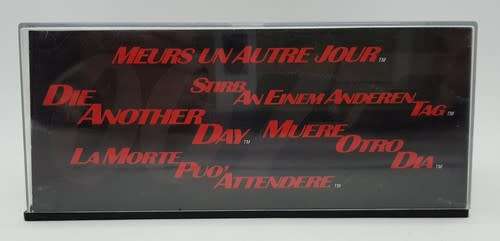 MEURS UN AUTRE JOUR™
STIRB AN EINEM ANDEREN TAG™
DIE ANOTHER DAY™
MUERE OTRO DIA™
LA MORTE PUO' ATTENDERE™